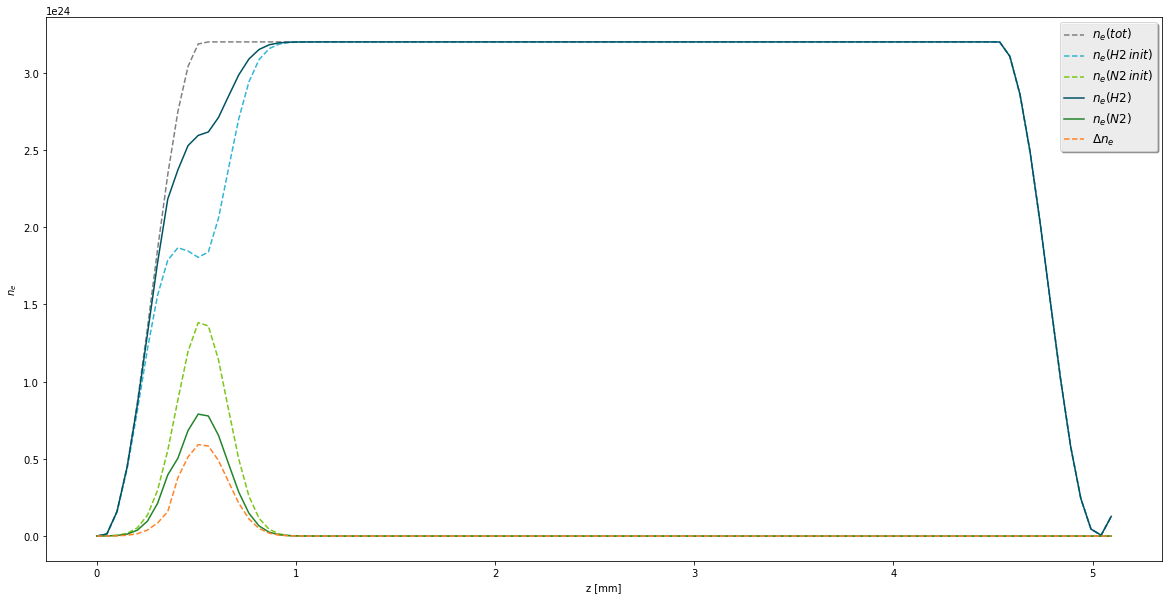 1e24
3.0
2.5
2.0
1.5
1.0
0.5
0.0
n_e
0 1 2 3 4 5
z [mm]
n_e(tot)
n_e(H2 init)
n_e(N2 init)
n_e(H2)
n_e(N2)
Δn_e